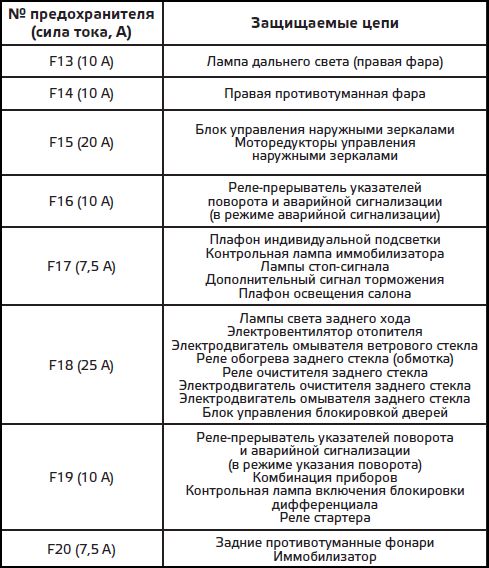 № предохранителя
(сила тока, А)
Защищаемые цепи
F13 (10 А)
Лампа дальнего света (правая фара)
F14 (10 А)
Правая противотуманная фара
F15 (20 А)
Блок управления наружными зеркалами
Моторедукторы управления
наружными зеркалами
F16 (10 А)
Реле-прерыватель указателей
поворота и аварийной сигнализации
(в режиме аварийной сигнализации)
F17 (7,5 А)
Плафон индивидуальной подсветки
Контрольная лампа иммобилизатора
Лампы стоп-сигнала
Дополнительный сигнал торможения
Плафон освещения салона
F18 (25 А)
Лампы света заднего хода
Электровентилятор отопителя
Электродвигатель омывателя ветрового стекла
Реле обогрева заднего стекла (обмотка)
Реле очистителя заднего стекла
Электродвигатель очистителя заднего стекла
Электродвигатель омывателя заднего стекла
Блок управления блокировкой дверей
F19 (10 А)
Реле-прерыватель указателей поворота
и аварийной сигнализации
(в режиме указания поворота)
Комбинация приборов
Контрольная лампа включения блокировки
дифференциала
Реле стартера
F20 (7,5 А)
Задние противотуманные фонари
Иммобилизатор